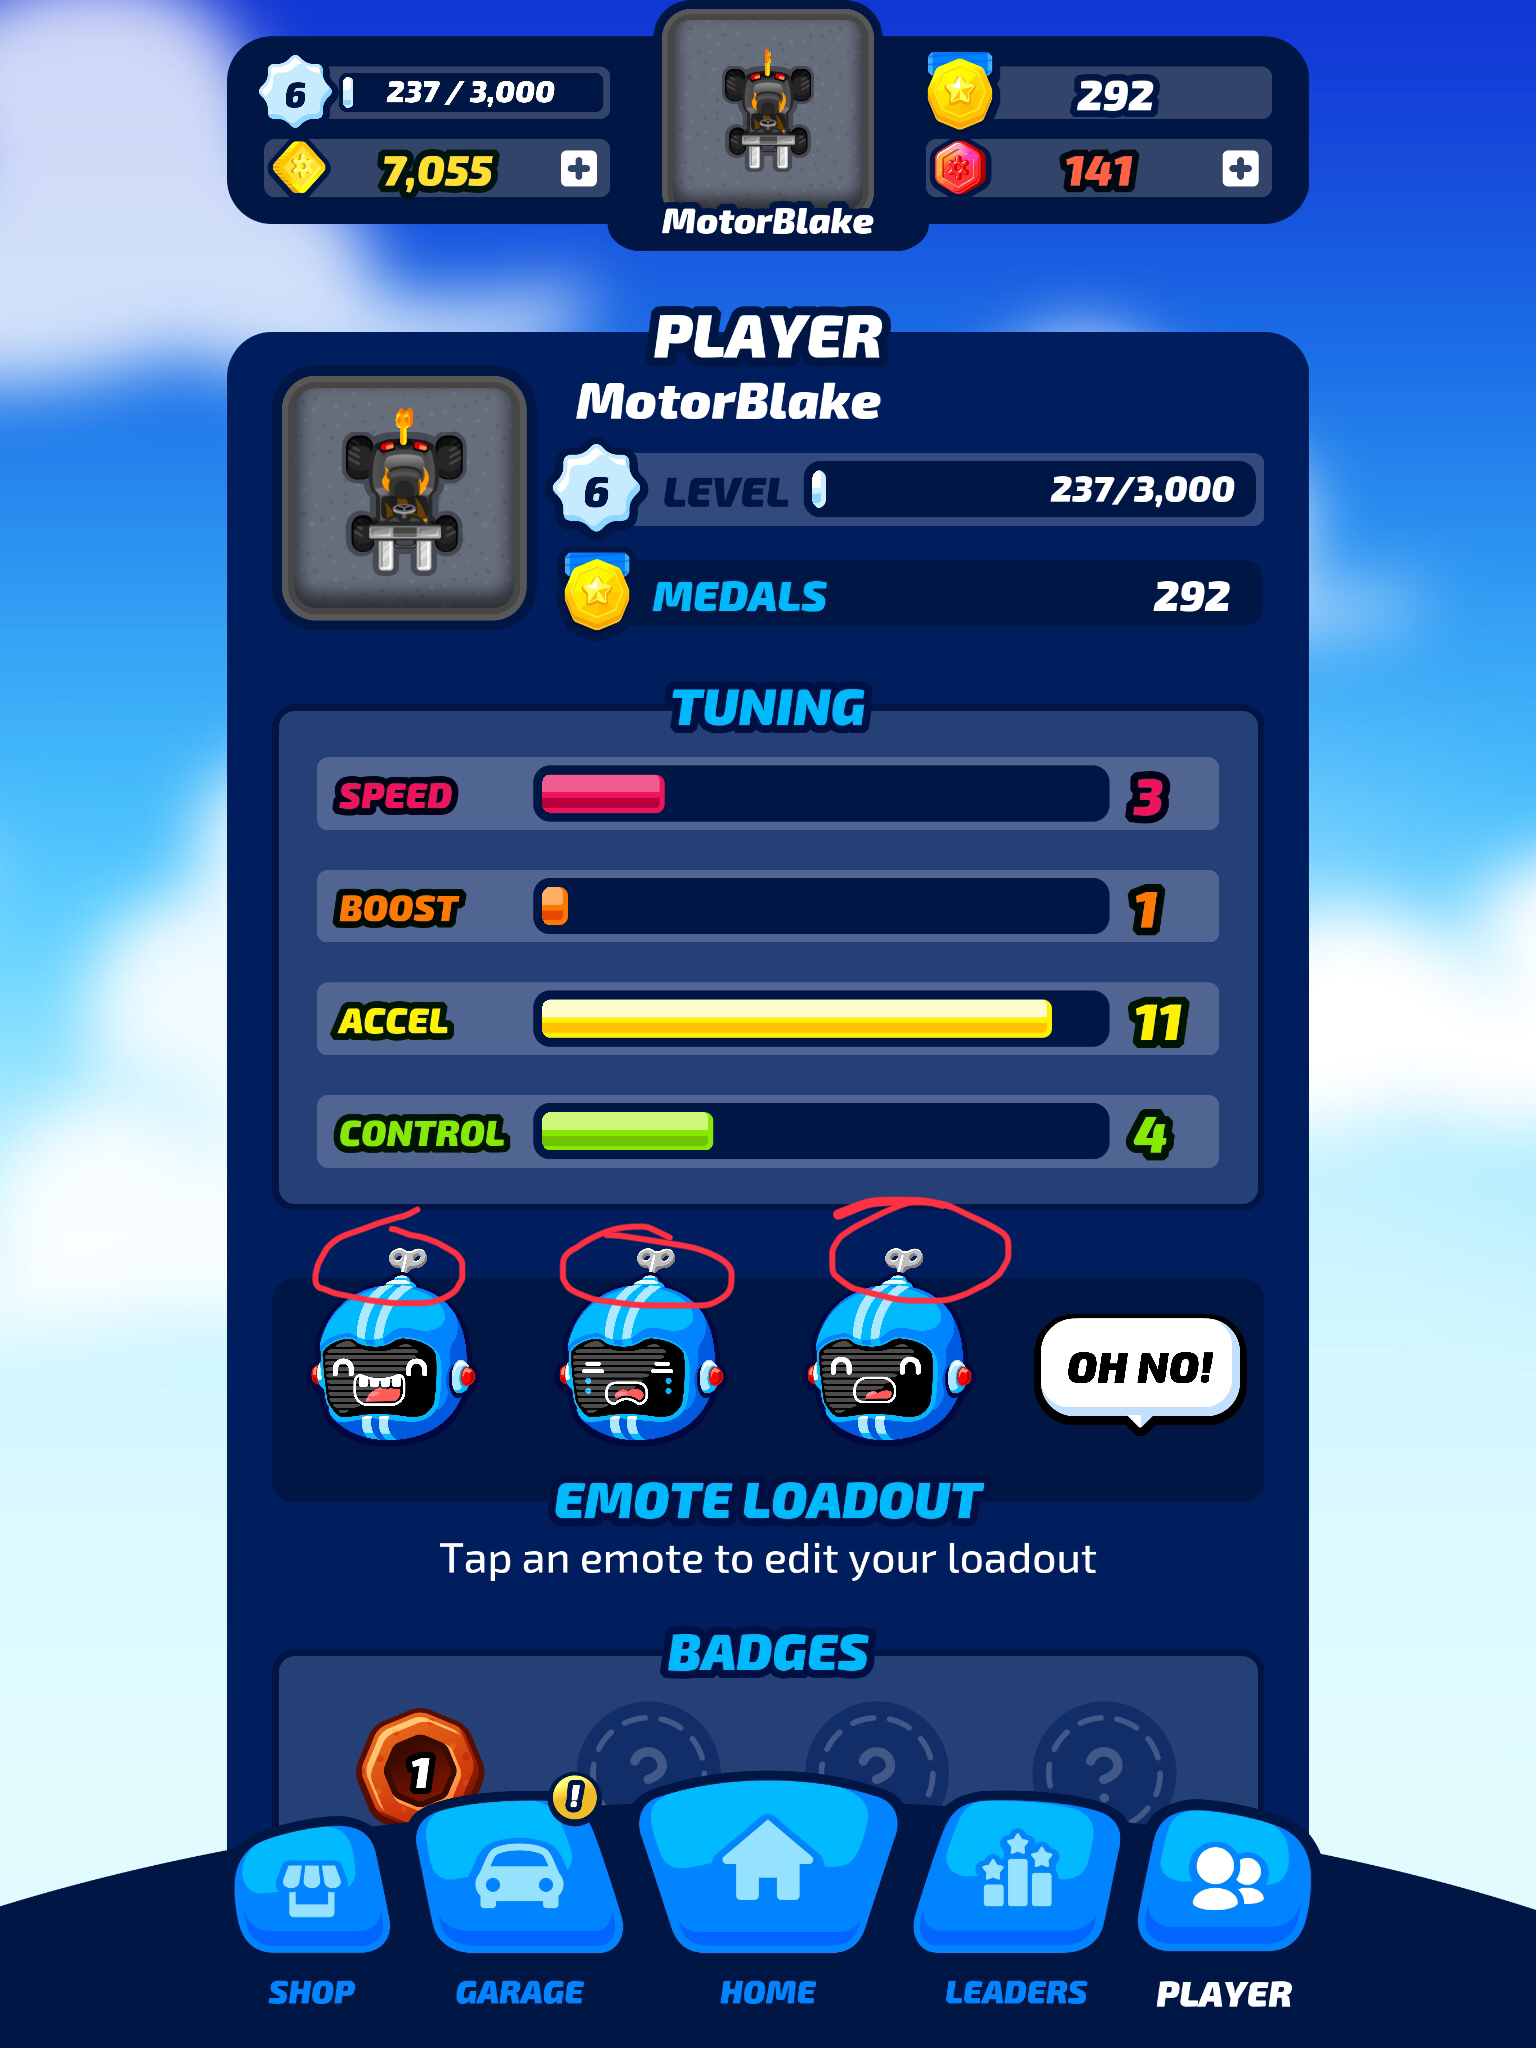 6 237 / 3,000
292
7,055
141
MotorBlake
PLAYER
MotorBlake
6 LEVEL 237/3,000
MEDALS 292
TUNING
SPEED 3
BOOST 1
ACCEL 11
CONTROL 4
OH NO!
EMOTE LOADOUT
Tap an emote to edit your loadout
BADGES
1 ? ? ?
!
SHOP GARAGE HOME LEADERS PLAYER